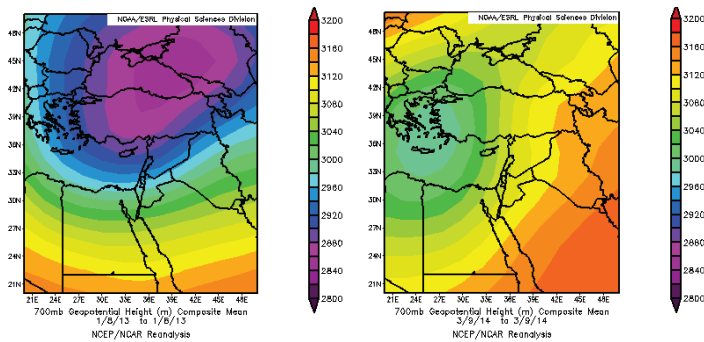 NOAA/ESRL Physical Sciences Division
48N
45N
42N
39N
36N
33N
30N
27N
24N
21N
21E 24E 27E 30E 33E 36E 39E 42E 45E 48E
700mb Geopotential Height (m) Composite Mean
1/8/13 to 1/8/13
NCEP/NCAR Reanalysis
3200
3160
3120
3080
3040
3000
2960
2920
2880
2840
2800
NOAA/ESRL Physical Sciences Division
48N
45N
42N
39N
36N
33N
30N
27N
24N
21N
21E 24E 27E 30E 33E 36E 39E 42E 45E 48E
700mb Geopotential Height (m) Composite Mean
3/9/14 to 3/9/14
NCEP/NCAR Reanalysis
3200
3160
3120
3080
3040
3000
2960
2920
2880
2840
2800